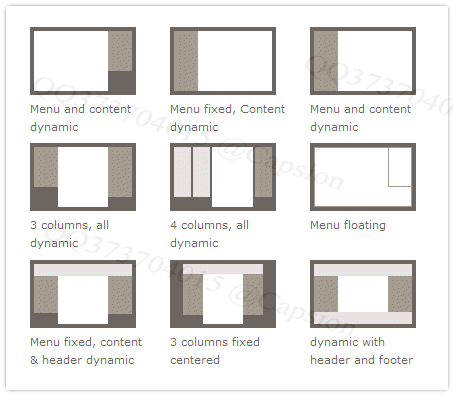 Menu and content
dynamic
Menu fixed, Content
dynamic
Menu and content
dynamic
3 columns, all
dynamic
4 columns, all
dynamic
Menu floating
Menu fixed, content
& header dynamic
3 columns fixed
centered
dynamic with
header and footer
QQ373704015 @Capsion
QQ373704015 @Capsion
QQ3737040